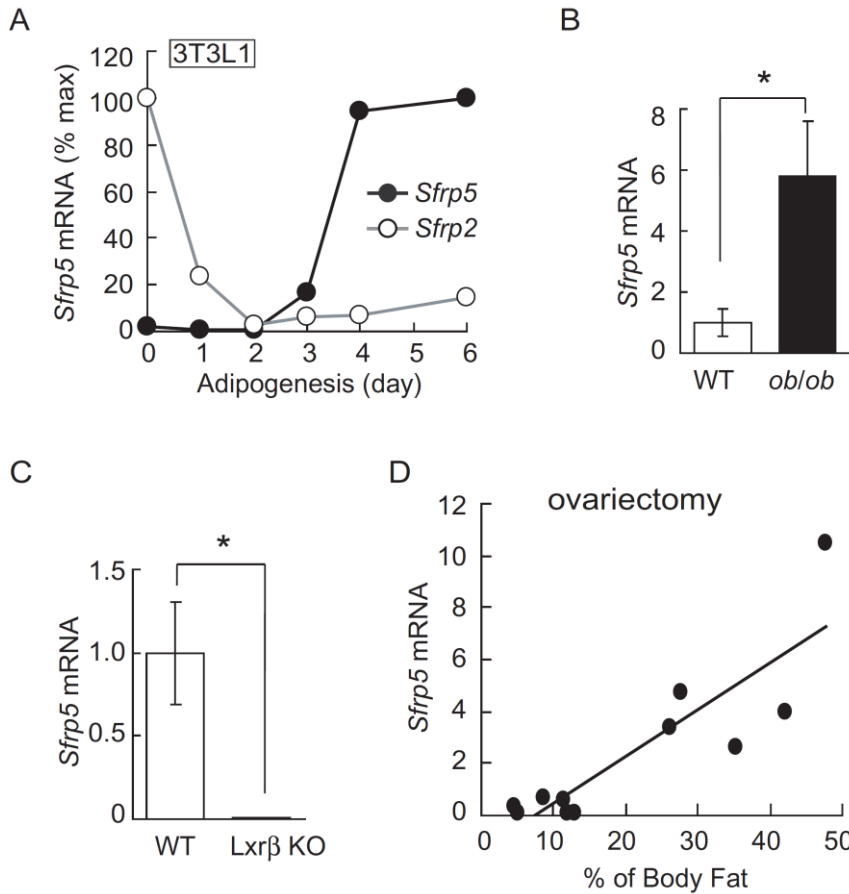 A
3T3L1
Sfrp5 mRNA (% max)
120
100
80
60
40
20
0
Sfrp5
Sfrp2
0 1 2 3 4 5 6
Adipogenesis (day)
B
*
Sfrp5 mRNA
8
6
4
2
0
WT ob/ob
C
*
Sfrp5 mRNA
1.5
1.0
0.5
0
WT Lxrβ KO
D
ovariectomy
Sfrp5 mRNA
12
10
8
6
4
2
0
0 10 20 30 40 50
% of Body Fat